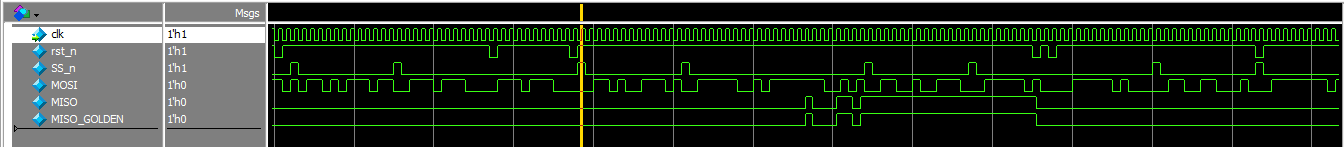 Msgs
clk 1'h1
rst_n 1'h1
SS_n 1'h1
MOSI 1'h0
MISO 1'h0
MISO_GOLDEN 1'h0